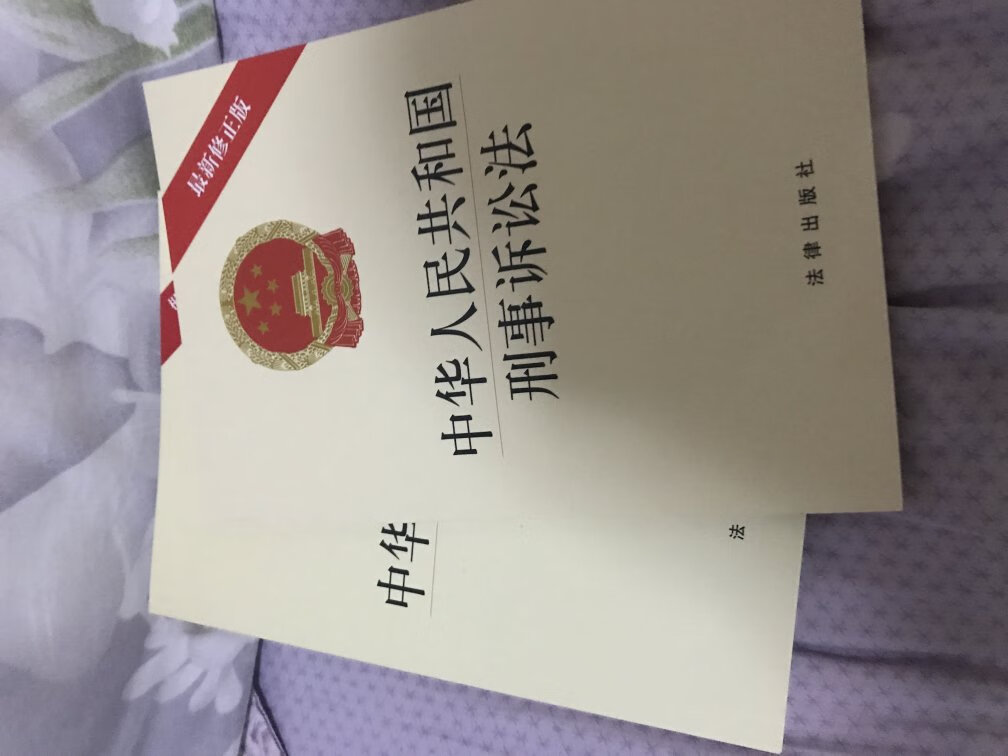 最新修正版
中华人民共和国
刑事诉讼法
法律出版社
中华
法